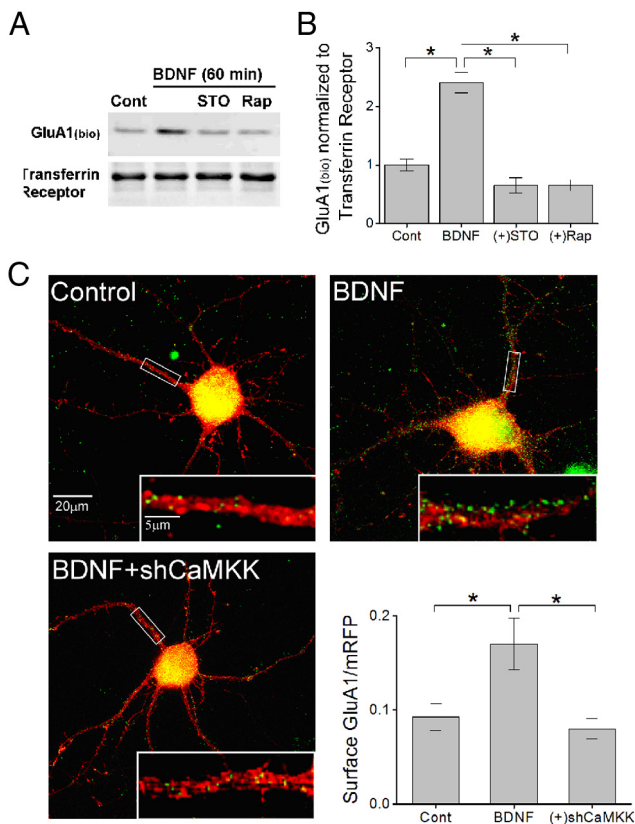 A
BDNF (60 min)
Cont STO Rap
GluA1(bio)
Transferrin
Receptor
B
GluA1(bio) normalized to
Transferrin Receptor
3
2
1
0
* * *
Cont BDNF (+)STO (+)Rap
C
Control
20μm
5μm
BDNF
BDNF+shCaMKK
Surface GluA1/mRFP
0.2
0.1
0.0
* *
Cont BDNF (+)shCaMKK